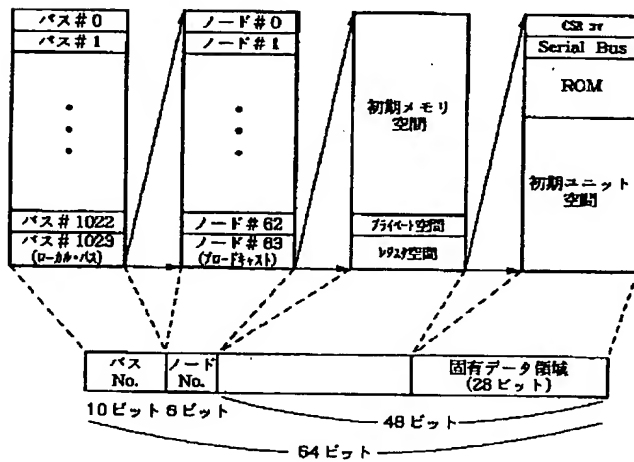 バス#0
バス#1
バス#1022
バス#1023
(ローカル・バス)
ノード#0
ノード#1
ノード#62
ノード#63
(ブロードキャスト)
初期メモリ
空間
プライベート空間
レジスタ空間
CSR コア
Serial Bus
ROM
初期ユニット
空間
バス
No.
ノード
No.
固有データ領域
(28ビット)
10ビット
6ビット
48ビット
64ビット